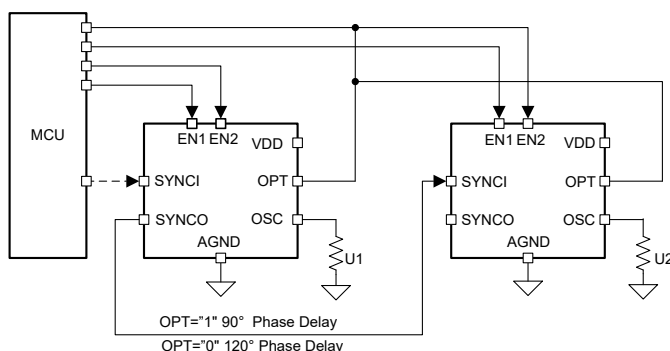 MCU
EN1 EN2
VDD
SYNCI
OPT
SYNCO
OSC
AGND
U1
EN1 EN2
VDD
SYNCI
OPT
SYNCO
OSC
AGND
U2
OPT="1" 90° Phase Delay
OPT="0" 120° Phase Delay